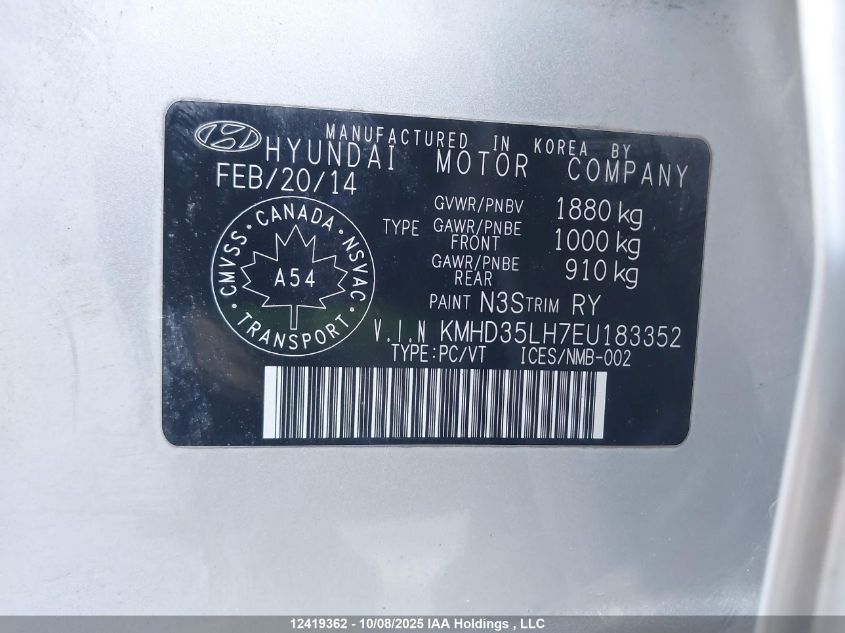 MANUFACTURED IN KOREA BY
HYUNDAI MOTOR COMPANY
FEB/20/14
GVWR/PNBV 1880 kg
TYPE GAWR/PNBE FRONT 1000 kg
GAWR/PNBE REAR 910 kg
CMVSS · CANADA · NSVAC · TRANSPORT ·
A54
PAINT N3S TRIM RY
V.I.N KMHD35LH7EU183352
TYPE:PC/VT ICES/NMB-002
12419362 - 10/08/2025 IAA Holdings , LLC